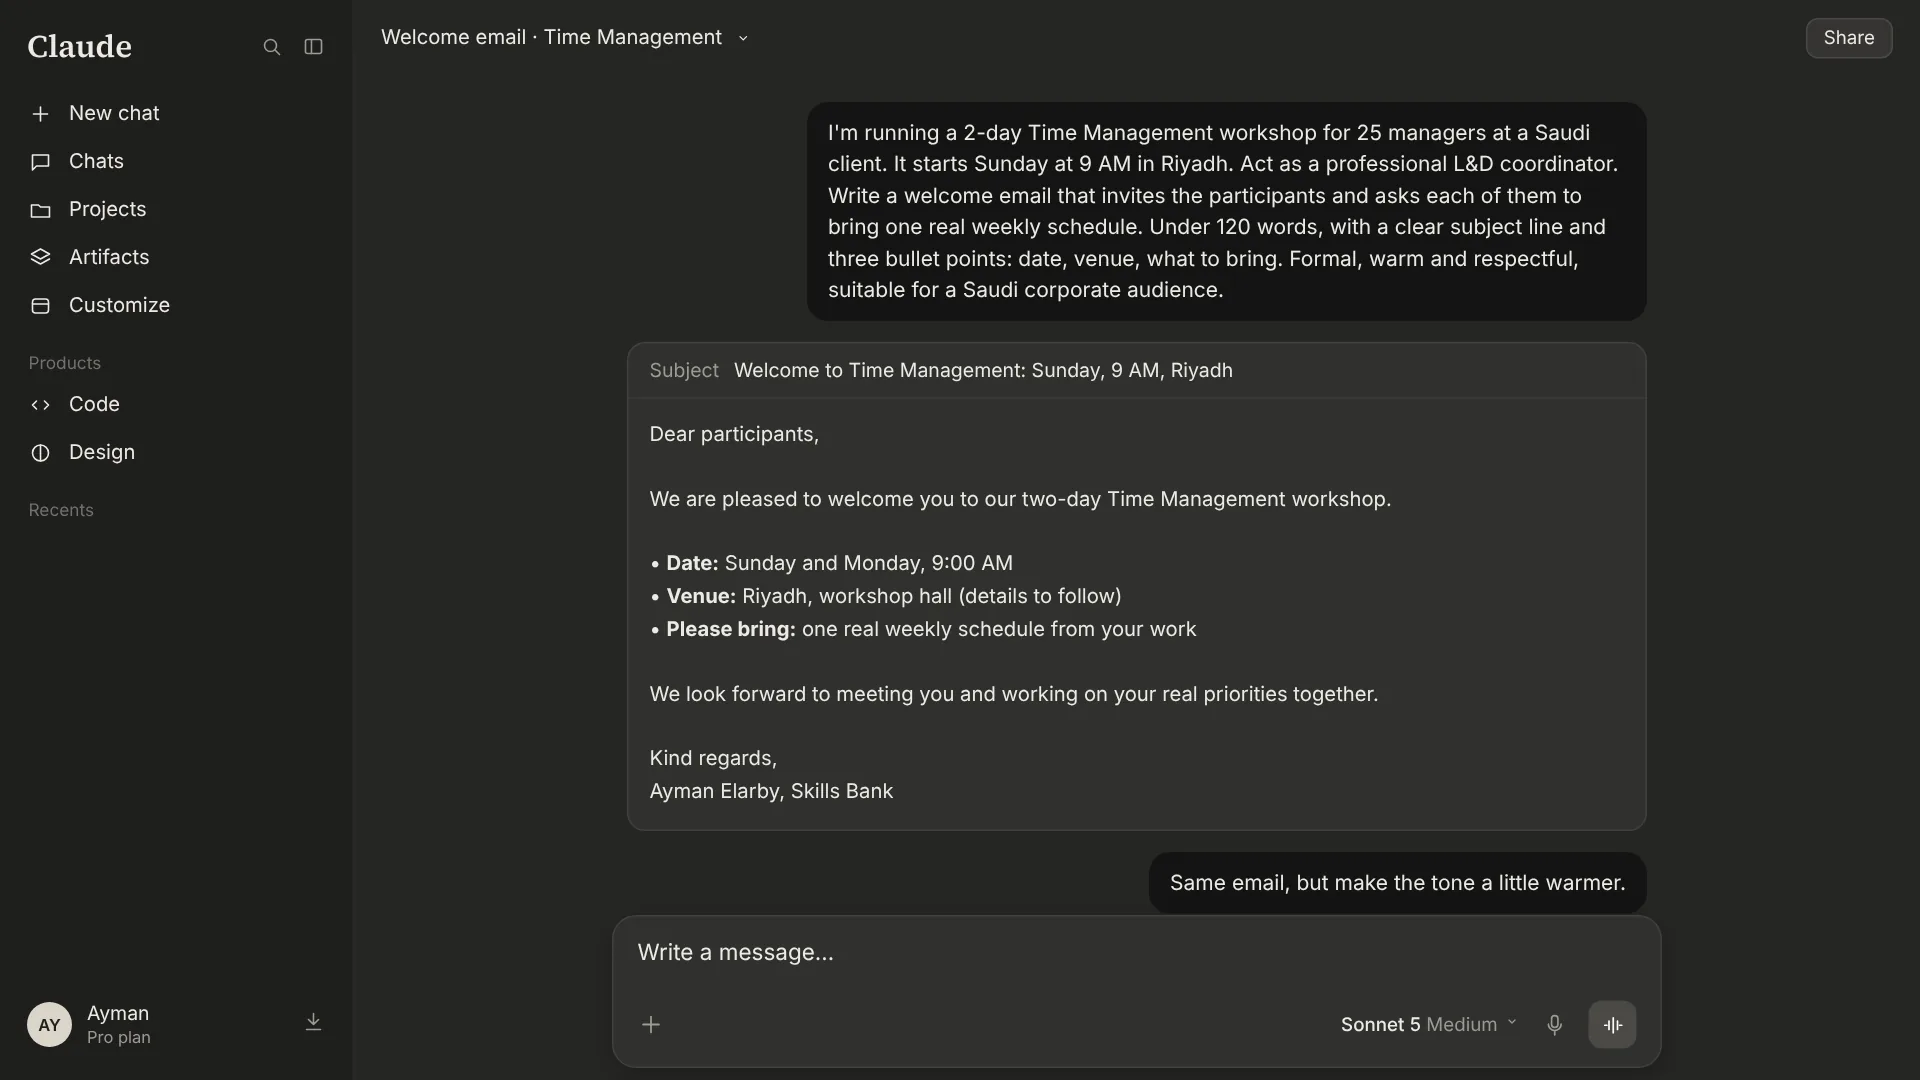 Claude
New chat
Chats
Projects
Artifacts
Customize
Products
Code
Design
Recents
AY
Ayman
Pro plan
Welcome email · Time Management
Share
I'm running a 2-day Time Management workshop for 25 managers at a Saudi
client. It starts Sunday at 9 AM in Riyadh. Act as a professional L&D coordinator.
Write a welcome email that invites the participants and asks each of them to
bring one real weekly schedule. Under 120 words, with a clear subject line and
three bullet points: date, venue, what to bring. Formal, warm and respectful,
suitable for a Saudi corporate audience.
Subject Welcome to Time Management: Sunday, 9 AM, Riyadh
Dear participants,
We are pleased to welcome you to our two-day Time Management workshop.
• Date: Sunday and Monday, 9:00 AM
• Venue: Riyadh, workshop hall (details to follow)
• Please bring: one real weekly schedule from your work
We look forward to meeting you and working on your real priorities together.
Kind regards,
Ayman Elarby, Skills Bank
Same email, but make the tone a little warmer.
Write a message...
Sonnet 5 Medium